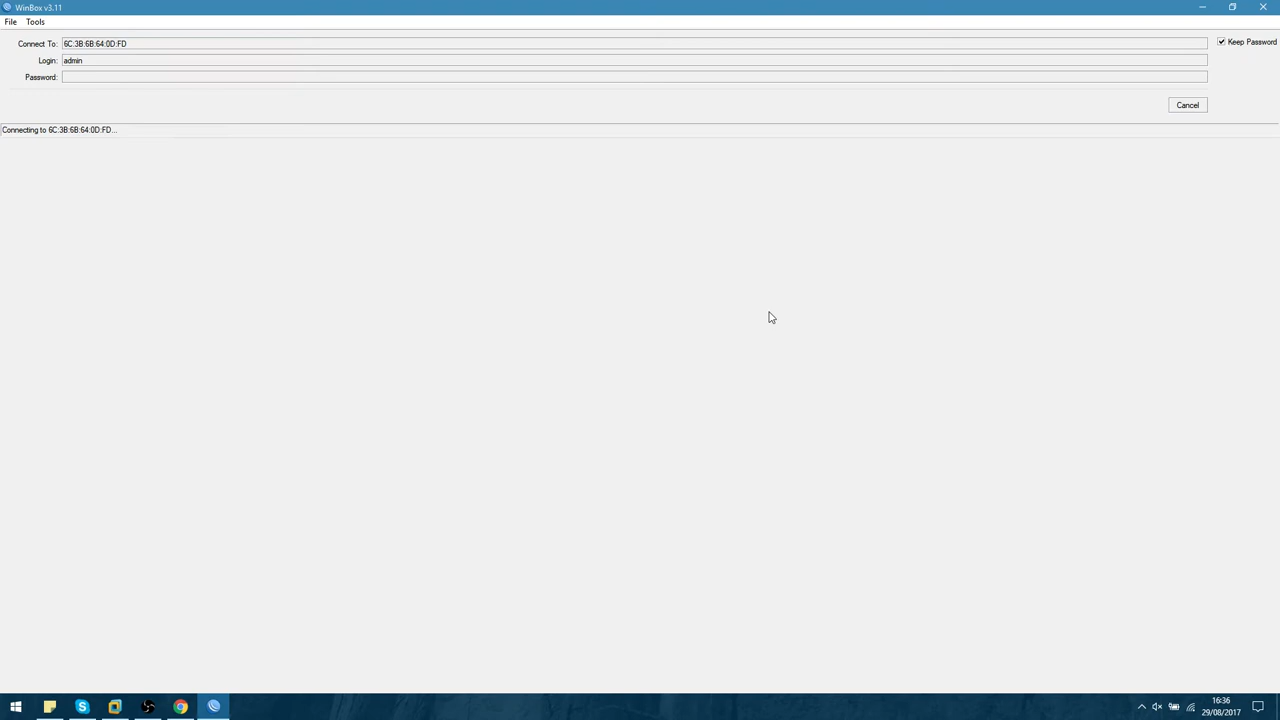 WinBox v3.11
File Tools
Connect To: 6C:3B:6B:64:0D:FD
Keep Password
Login: admin
Password:
Cancel
Connecting to 6C:3B:6B:64:0D:FD...
16:36
29/08/2017